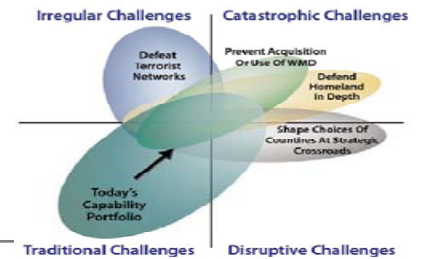 Irregular Challenges
Catastrophic Challenges
Defeat
Terrorist
Networks
Prevent Acquisition
Or Use Of WMD
Defend
Homeland
In Depth
Shape Choices Of
Countries At Strategic
Crossroads
Today's
Capability
Portfolio
Traditional Challenges
Disruptive Challenges